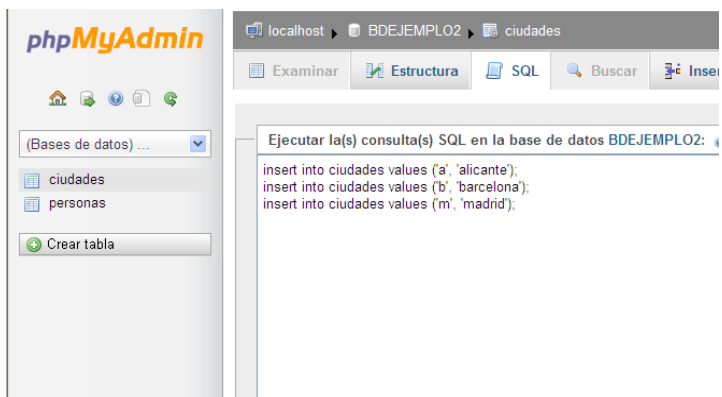 phpMyAdmin
localhost BDEJEMPLO2 ciudades
Examinar Estructura SQL Buscar
(Bases de datos) ...
ciudades
personas
Crear tabla
Ejecutar la(s) consulta(s) SQL en la base de datos BDEJEMPLO2:
insert into ciudades values ('a', 'alicante');
insert into ciudades values ('b', 'barcelona');
insert into ciudades values ('m', 'madrid');